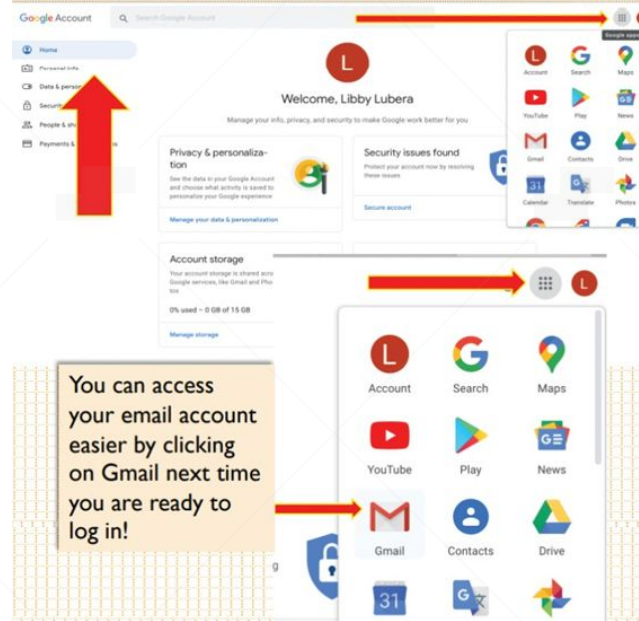 Google Account
Search Google Account
Google apps
Home
Personal info
Data & person
Security
People & sh
Payments &
L
Welcome, Libby Lubera
Manage your info, privacy, and security to make Google work better for you
Privacy & personaliza-
tion
See the data in your Google Account
and choose what activity is saved to
personalize your Google experience
Manage your data & personalization
Security issues found
Protect your account now by resolving
these issues
Secure account
L
Account Search Maps
YouTube Play News
Gmail Contacts Drive
31
Calendar Translate Photos
Account storage
Your account storage is shared acro
Google services, like Gmail and Pho
too
0% used – 0 GB of 15 GB
Manage storage
L
L
Account Search Maps
YouTube Play News
Gmail Contacts Drive
31
You can access
your email account
easier by clicking
on Gmail next time
you are ready to
log in!